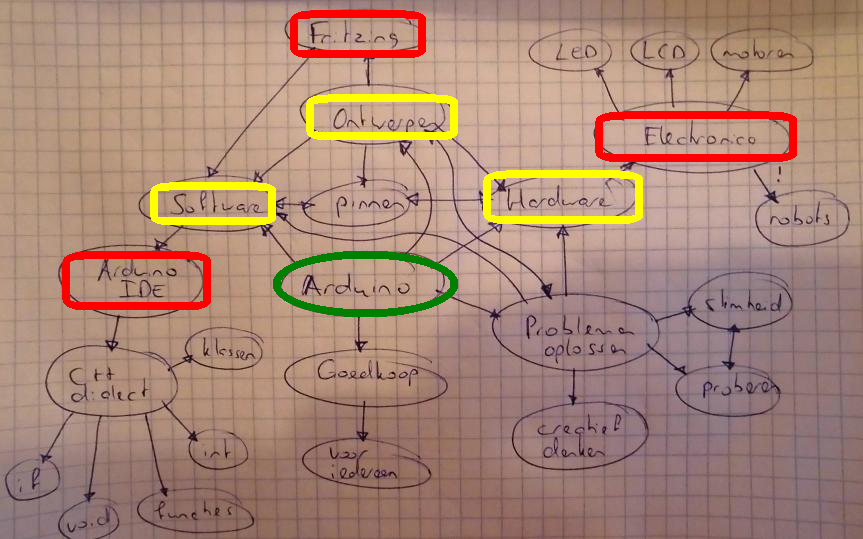 Fritzing
LED
LCD
motoren
Ontwerpen
Electronica
!
Software
pinnen
Hardware
robots
Arduino
IDE
Arduino
Problemen
oplossen
slimheid
klassen
C++
dialect
Goedkoop
proberen
int
voor
iedereen
creatief
denken
if
void
functies